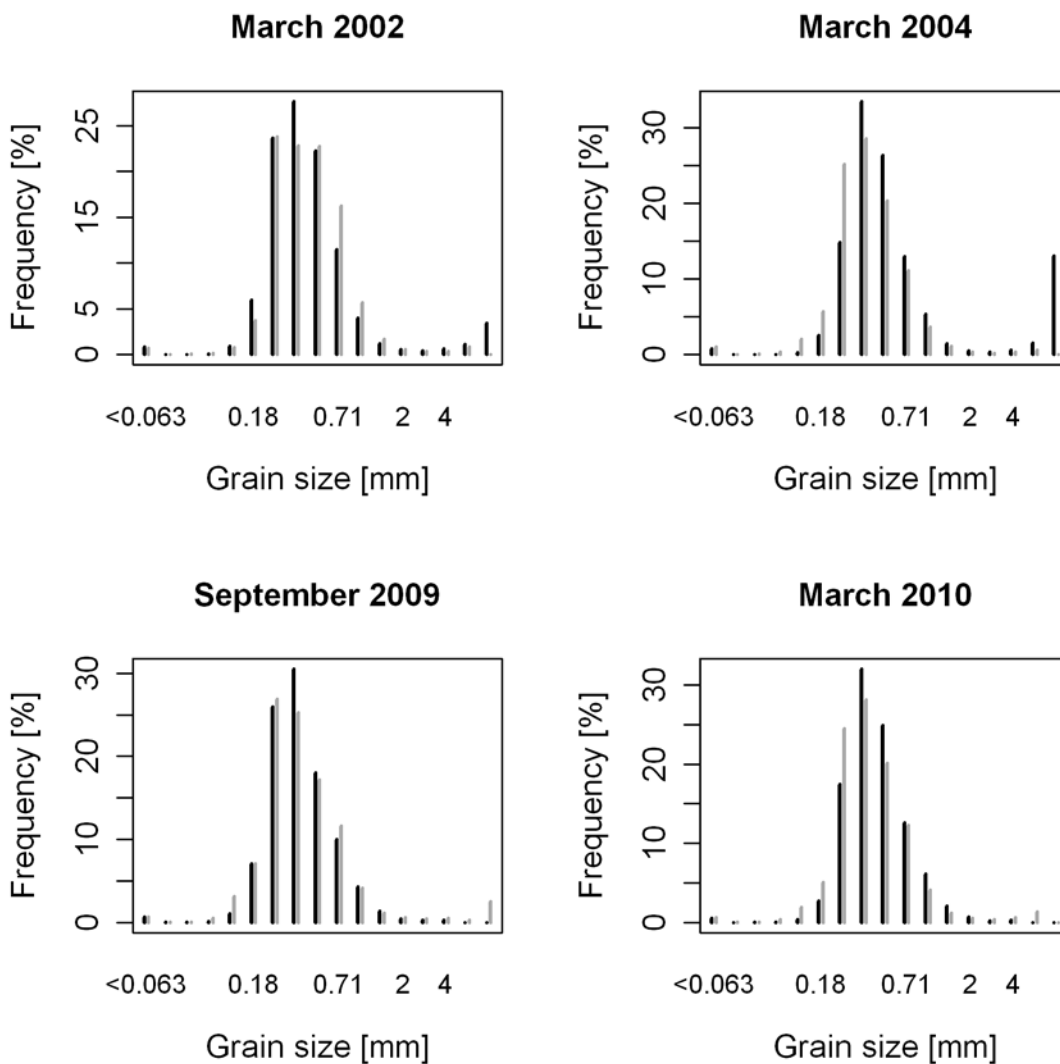 March 2002
Frequency [%]
25
15
5
0
<0.063 0.18 0.71 2 4
Grain size [mm]
March 2004
Frequency [%]
30
20
10
0
<0.063 0.18 0.71 2 4
Grain size [mm]
September 2009
Frequency [%]
30
20
10
0
<0.063 0.18 0.71 2 4
Grain size [mm]
March 2010
Frequency [%]
30
20
10
0
<0.063 0.18 0.71 2 4
Grain size [mm]